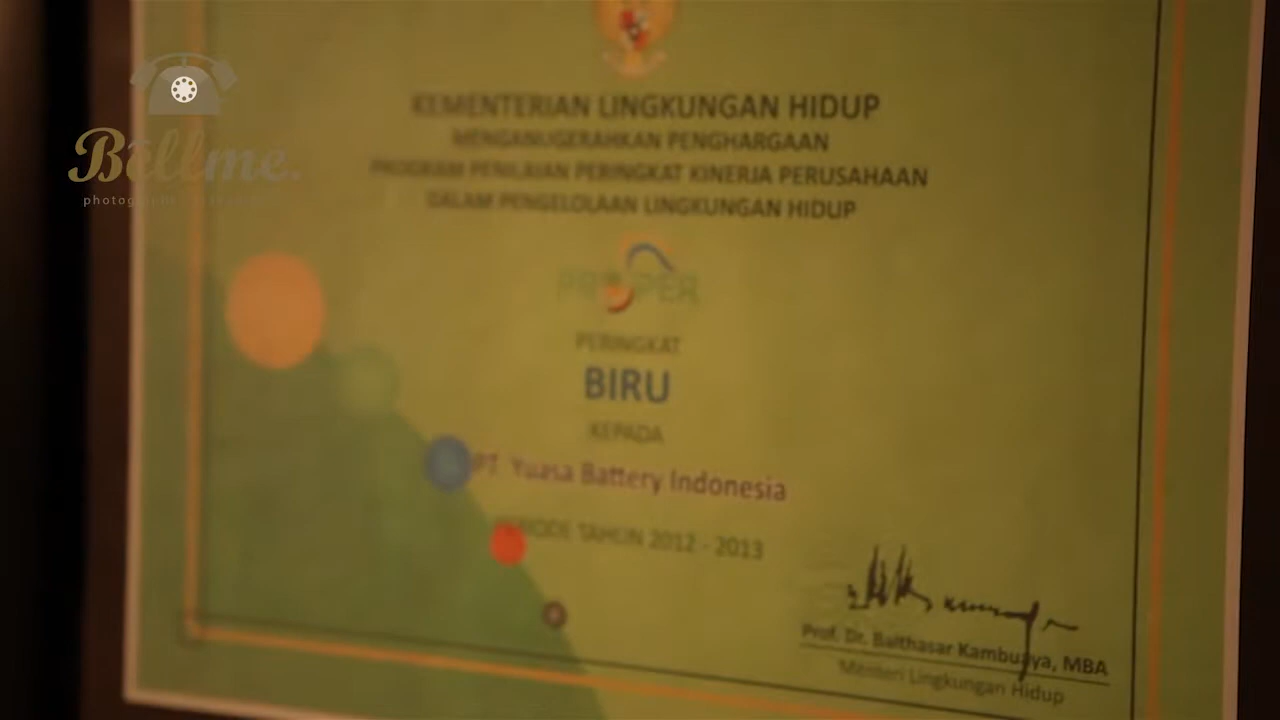 Bellme.
KEMENTERIAN LINGKUNGAN HIDUP
MENGANUGERAHKAN PENGHARGAAN
PROGRAM PENILAIAN PERINGKAT KINERJA PERUSAHAAN
DALAM PENGELOLAAN LINGKUNGAN HIDUP
PROPER
PERINGKAT
BIRU
KEPADA
PT. Yuasa Battery Indonesia
PERIODE TAHUN 2012 - 2013
Prof. Dr. Balthasar Kambuaya, MBA
Menteri Lingkungan Hidup